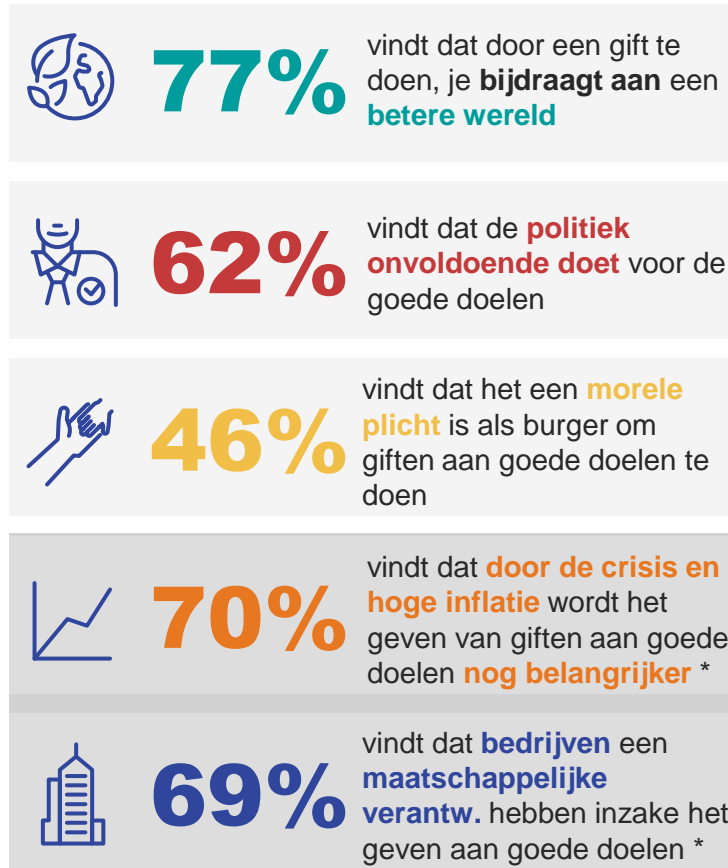 77%
vindt dat door een gift te
doen, je bijdraagt aan een
betere wereld
62%
vindt dat de politiek
onvoldoende doet voor de
goede doelen
46%
vindt dat het een morele
plicht is als burger om
giften aan goede doelen te
doen
70%
vindt dat door de crisis en
hoge inflatie wordt het
geven van giften aan goede
doelen nog belangrijker *
69%
vindt dat bedrijven een
maatschappelijke
verantw. hebben inzake het
geven aan goede doelen *